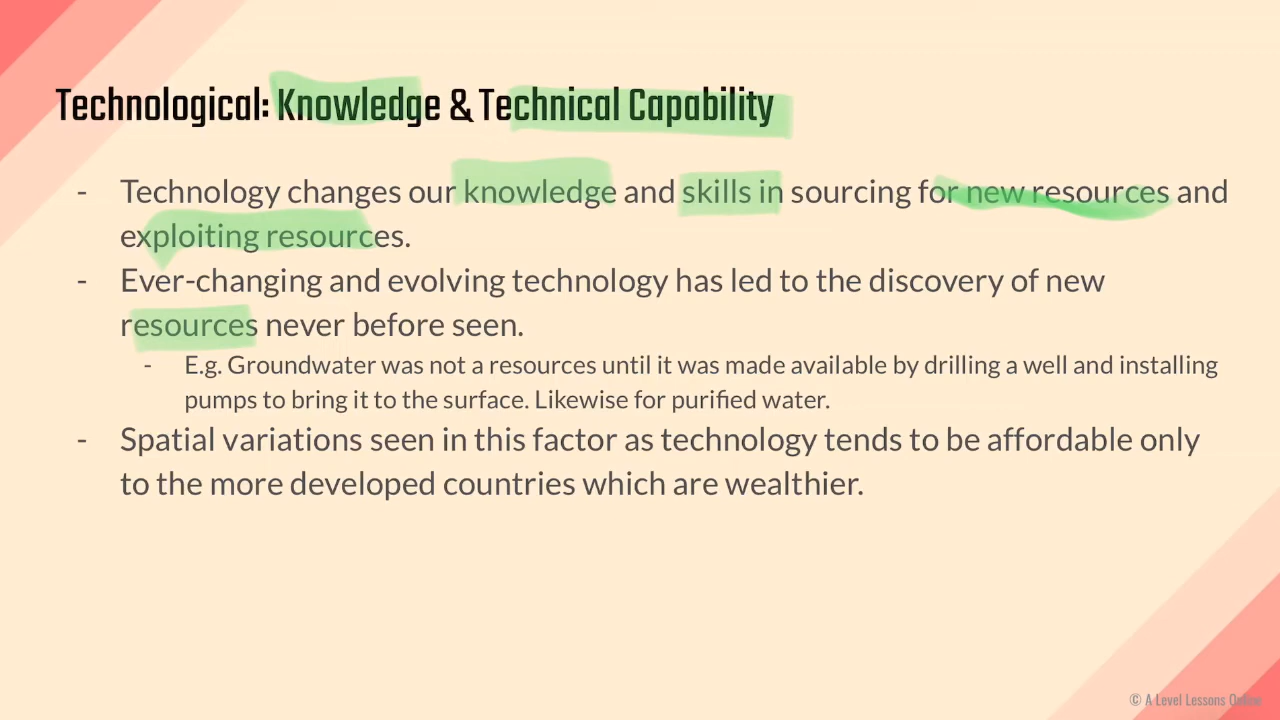 Technological: Knowledge & Technical Capability
- Technology changes our knowledge and skills in sourcing for new resources and
exploiting resources.
- Ever-changing and evolving technology has led to the discovery of new
resources never before seen.
- E.g. Groundwater was not a resources until it was made available by drilling a well and installing
pumps to bring it to the surface. Likewise for purified water.
- Spatial variations seen in this factor as technology tends to be affordable only
to the more developed countries which are wealthier.
© A Level Lessons Online